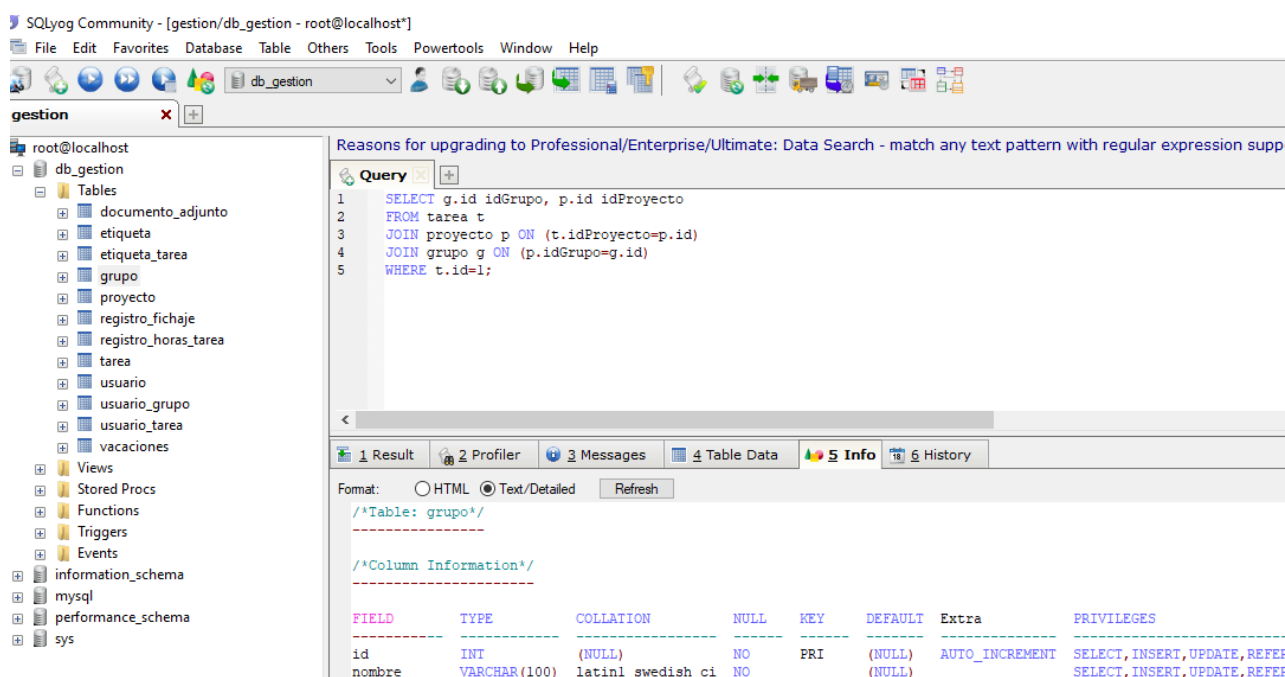 SQLyog Community - [gestion/db_gestion - root@localhost*]
File Edit Favorites Database Table Others Tools Powertools Window Help
db_gestion
gestion
root@localhost
db_gestion
Tables
documento_adjunto
etiqueta
etiqueta_tarea
grupo
proyecto
registro_fichaje
registro_horas_tarea
tarea
usuario
usuario_grupo
usuario_tarea
vacaciones
Views
Stored Procs
Functions
Triggers
Events
information_schema
mysql
performance_schema
sys
Reasons for upgrading to Professional/Enterprise/Ultimate: Data Search - match any text pattern with regular expression supp
Query
1 SELECT g.id idGrupo, p.id idProyecto
2 FROM tarea t
3 JOIN proyecto p ON (t.idProyecto=p.id)
4 JOIN grupo g ON (p.idGrupo=g.id)
5 WHERE t.id=1;
1 Result 2 Profiler 3 Messages 4 Table Data 5 Info 6 History
Format: HTML Text/Detailed Refresh
/*Table: grupo*/
----------------
/*Column Information*/
----------------------
FIELD TYPE COLLATION NULL KEY DEFAULT Extra PRIVILEGES
id INT (NULL) NO PRI (NULL) AUTO_INCREMENT SELECT,INSERT,UPDATE,REFE
nombre VARCHAR(100) latin1_swedish_ci NO (NULL) SELECT,INSERT,UPDATE,REFE